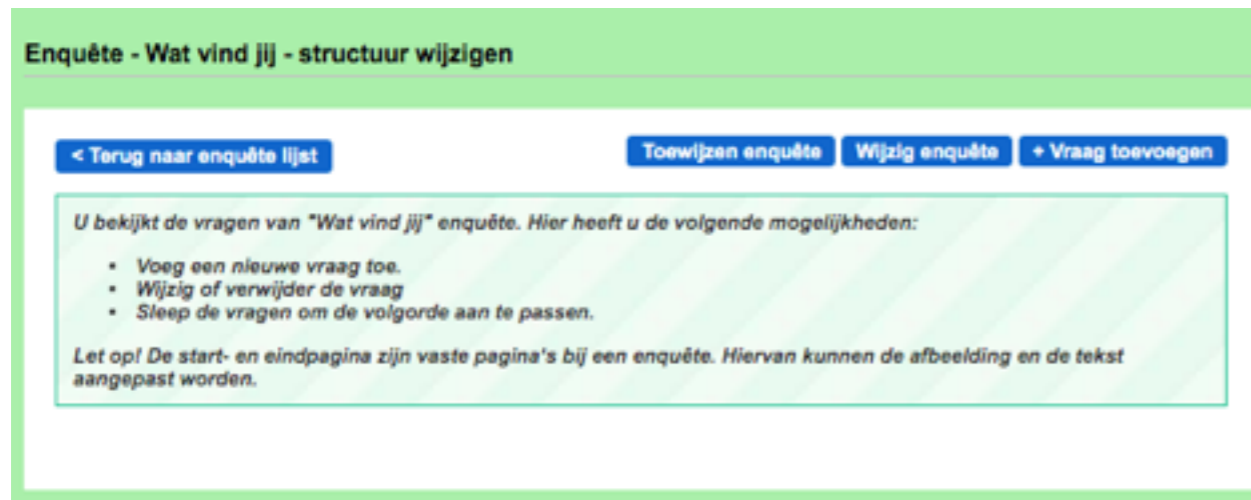 Enquête - Wat vind jij - structuur wijzigen
< Terug naar enquête lijst
Toewijzen enquête
Wijzig enquête
+ Vraag toevoegen
U bekijkt de vragen van "Wat vind jij" enquête. Hier heeft u de volgende mogelijkheden:
• Voeg een nieuwe vraag toe.
• Wijzig of verwijder de vraag
• Sleep de vragen om de volgorde aan te passen.
Let op! De start- en eindpagina zijn vaste pagina's bij een enquête. Hiervan kunnen de afbeelding en de tekst
aangepast worden.